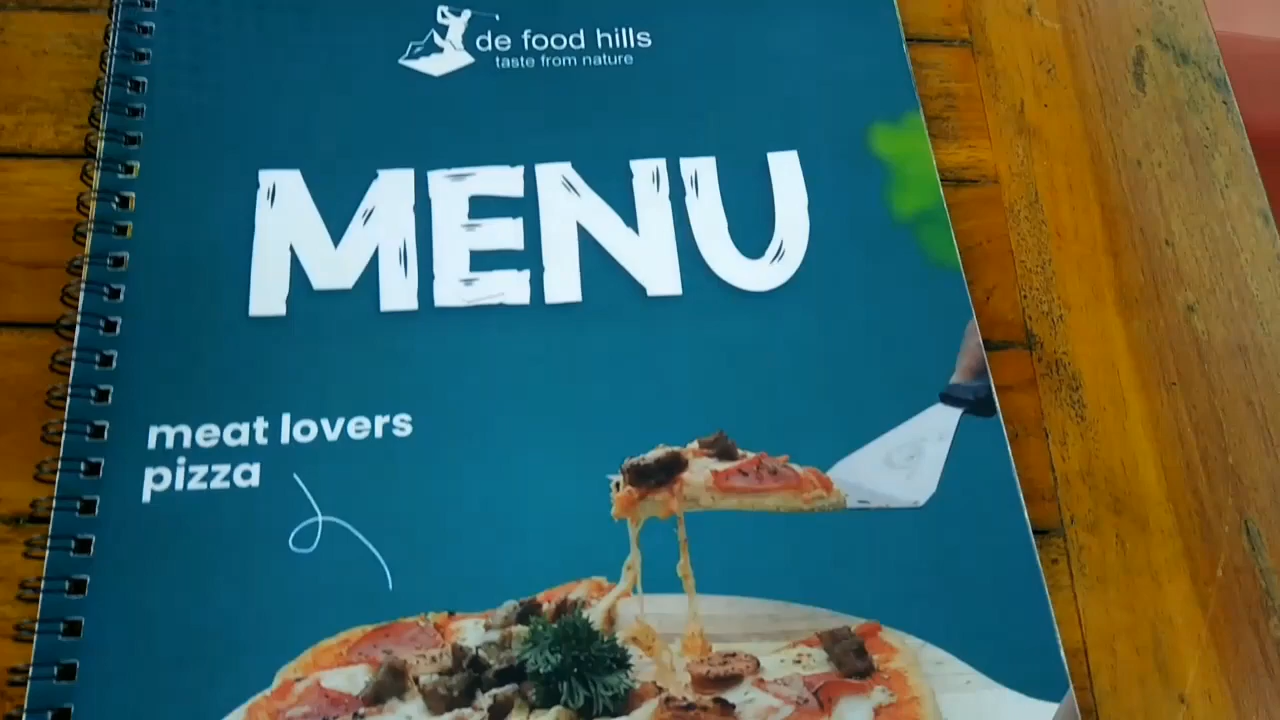 de food hills
taste from nature
MENU
meat lovers
pizza